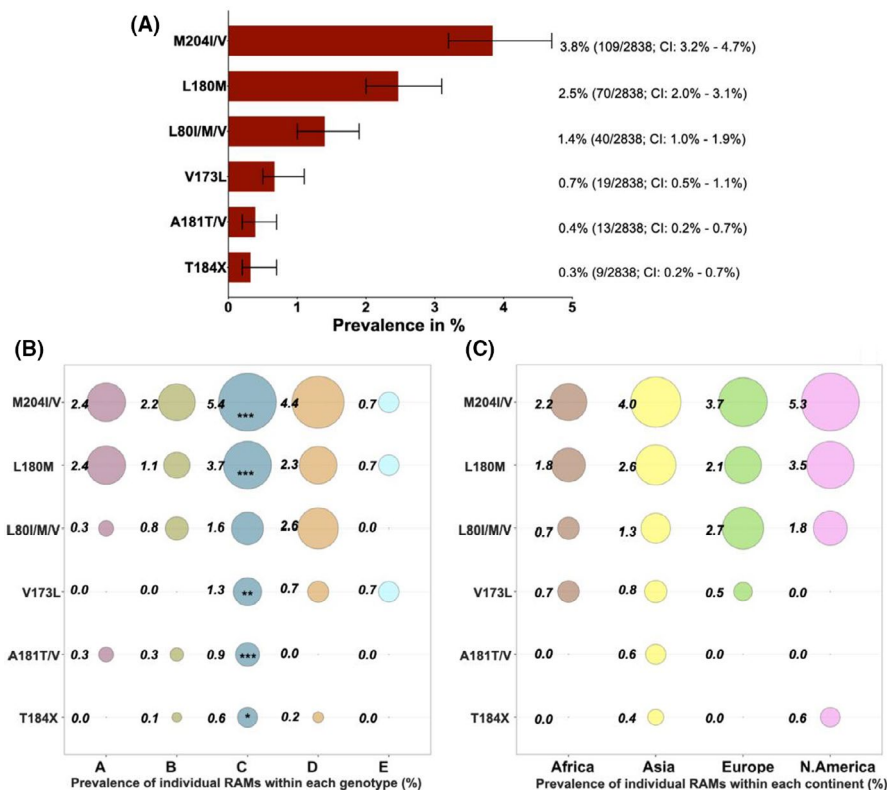 (A)
M204I/V 3.8% (109/2838; CI: 3.2% - 4.7%)
L180M 2.5% (70/2838; CI: 2.0% - 3.1%)
L80I/M/V 1.4% (40/2838; CI: 1.0% - 1.9%)
V173L 0.7% (19/2838; CI: 0.5% - 1.1%)
A181T/V 0.4% (13/2838; CI: 0.2% - 0.7%)
T184X 0.3% (9/2838; CI: 0.2% - 0.7%)
0 1 2 3 4 5
Prevalence in %
(B)
M204I/V 2.4 2.2 5.4 *** 4.4 0.7
L180M 2.4 1.1 3.7 *** 2.3 0.7
L80I/M/V 0.3 0.8 1.6 2.6 0.0
V173L 0.0 0.0 1.3 ** 0.7 0.7
A181T/V 0.3 0.3 0.9 *** 0.0 0.0
T184X 0.0 0.1 0.6 * 0.2 0.0
A B C D E
Prevalence of individual RAMs within each genotype (%)
(C)
M204I/V 2.2 4.0 3.7 5.3
L180M 1.8 2.6 2.1 3.5
L80I/M/V 0.7 1.3 2.7 1.8
V173L 0.7 0.8 0.5 0.0
A181T/V 0.0 0.6 0.0 0.0
T184X 0.0 0.4 0.0 0.6
Africa Asia Europe N.America
Prevalence of individual RAMs within each continent (%)